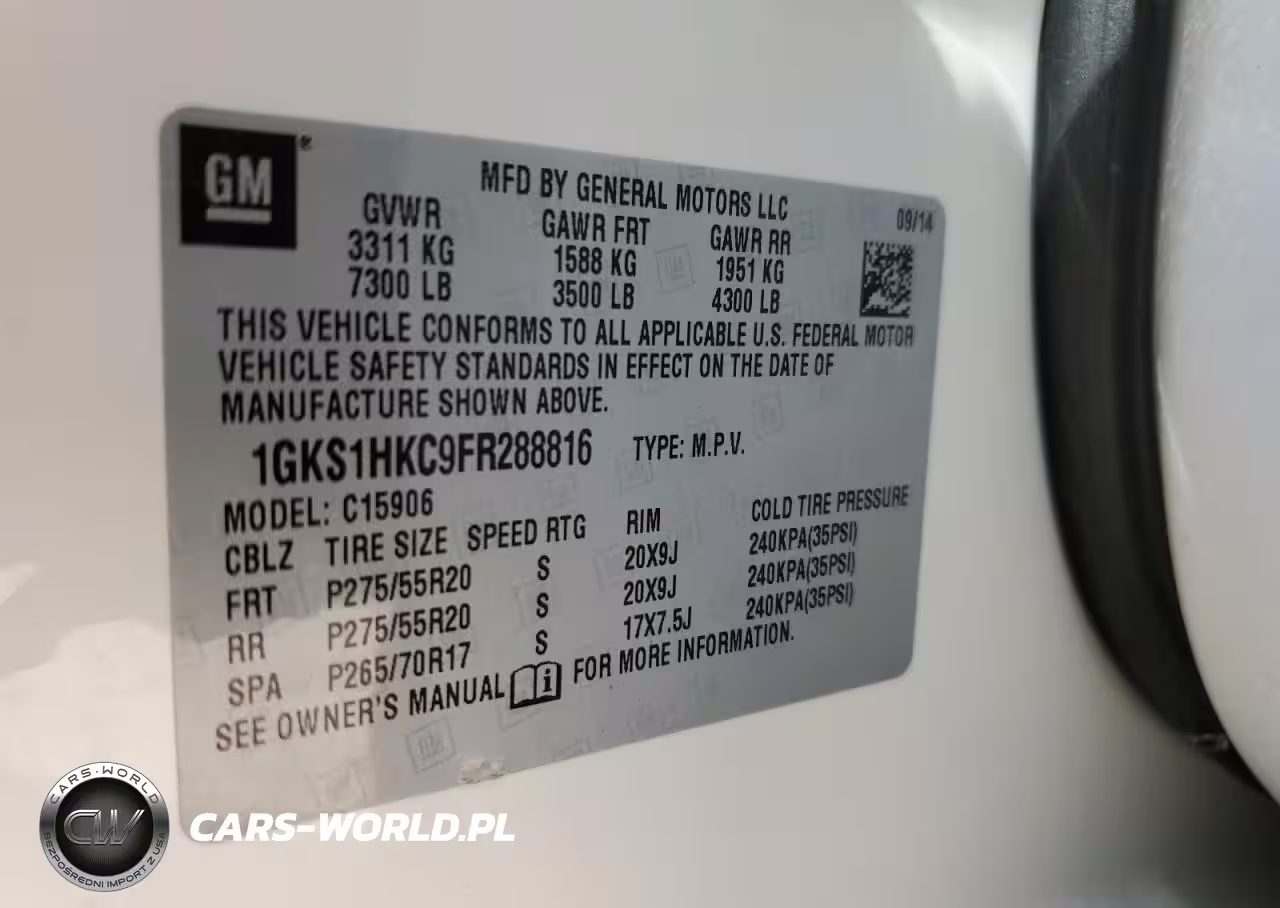 GM
MFD BY GENERAL MOTORS LLC
09/14
GVWR GAWR FRT GAWR RR
3311 KG 1588 KG 1951 KG
7300 LB 3500 LB 4300 LB
THIS VEHICLE CONFORMS TO ALL APPLICABLE U.S. FEDERAL MOTOR
VEHICLE SAFETY STANDARDS IN EFFECT ON THE DATE OF
MANUFACTURE SHOWN ABOVE.
1GKS1HKC9FR288816 TYPE: M.P.V.
MODEL: C15906
CBLZ TIRE SIZE SPEED RTG RIM COLD TIRE PRESSURE
FRT P275/55R20 S 20X9J 240KPA(35PSI)
RR P275/55R20 S 20X9J 240KPA(35PSI)
SPA P265/70R17 S 17X7.5J 240KPA(35PSI)
SEE OWNER'S MANUAL i FOR MORE INFORMATION.
CARS-WORLD
CW
BEZPOŚREDNI IMPORT Z USA
CARS-WORLD.PL